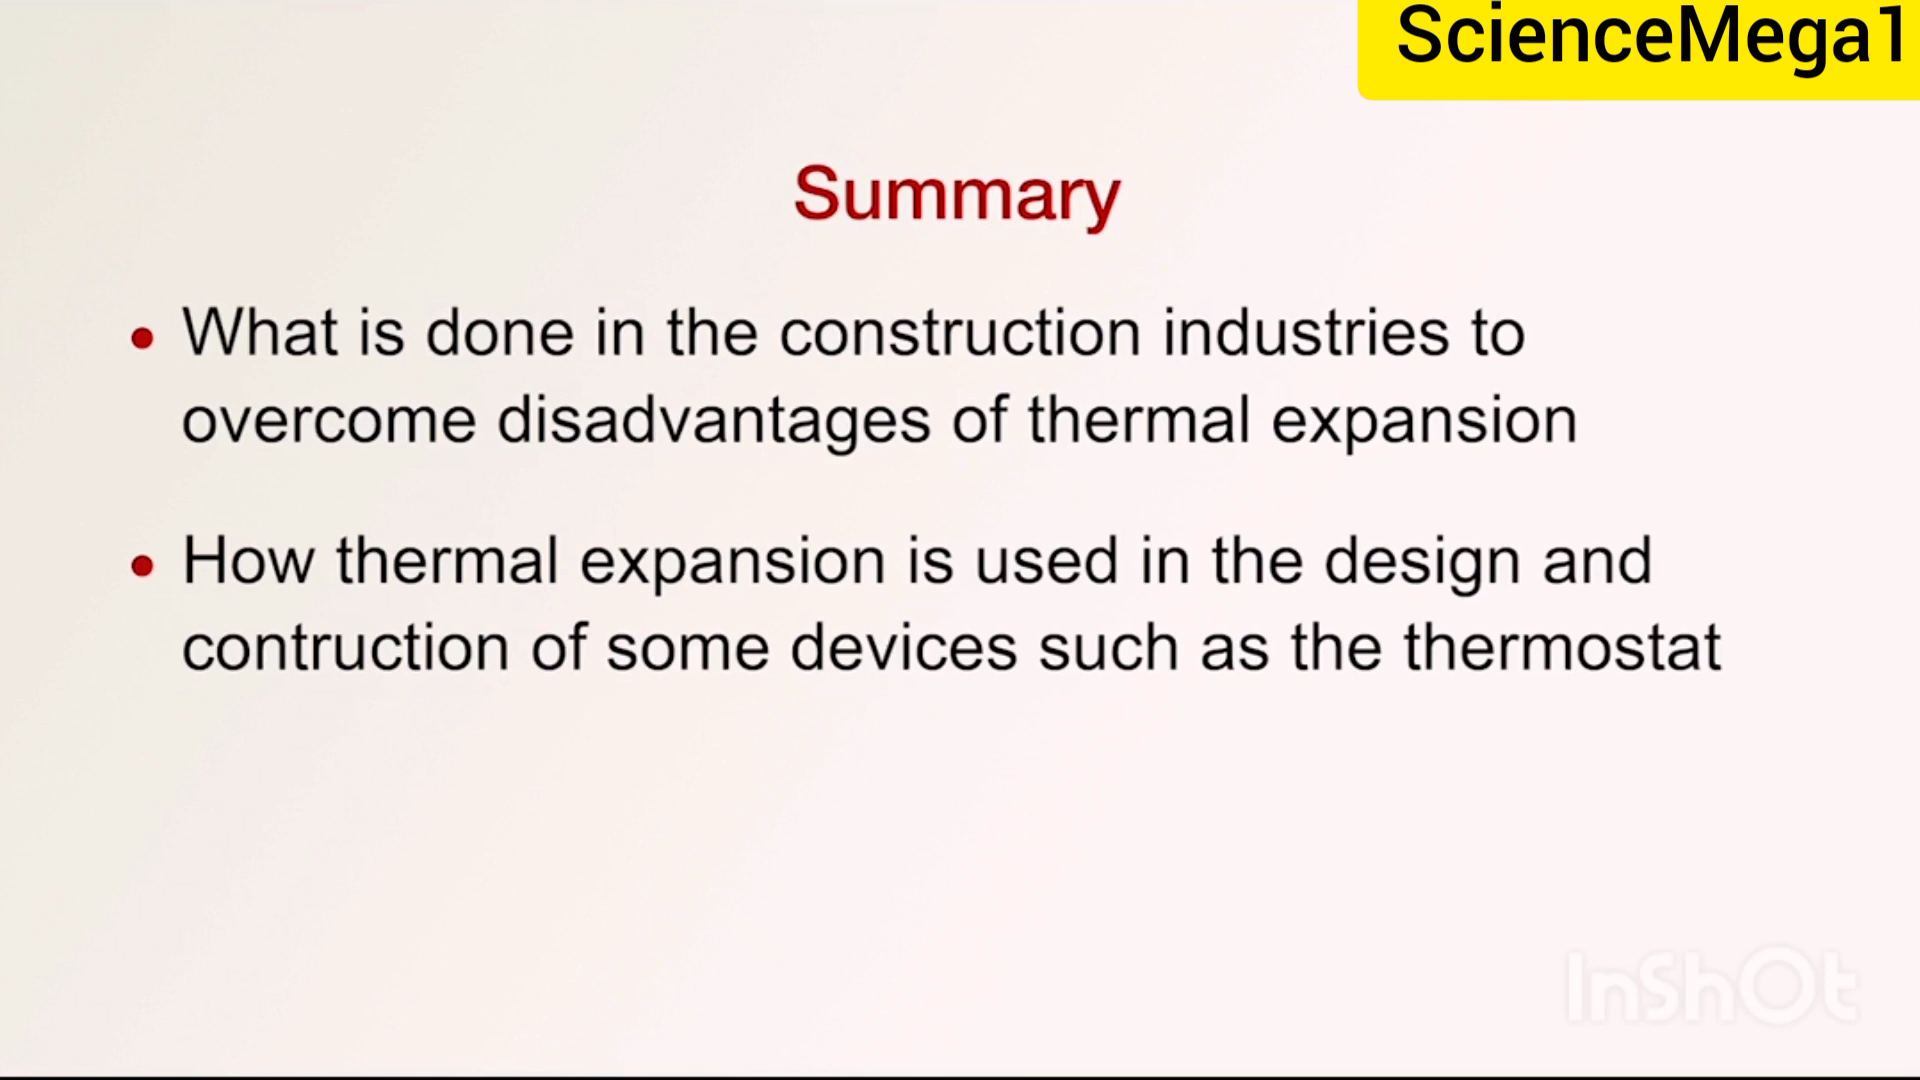 ScienceMega1
Summary
• What is done in the construction industries to
overcome disadvantages of thermal expansion
• How thermal expansion is used in the design and
contruction of some devices such as the thermostat
InShOt